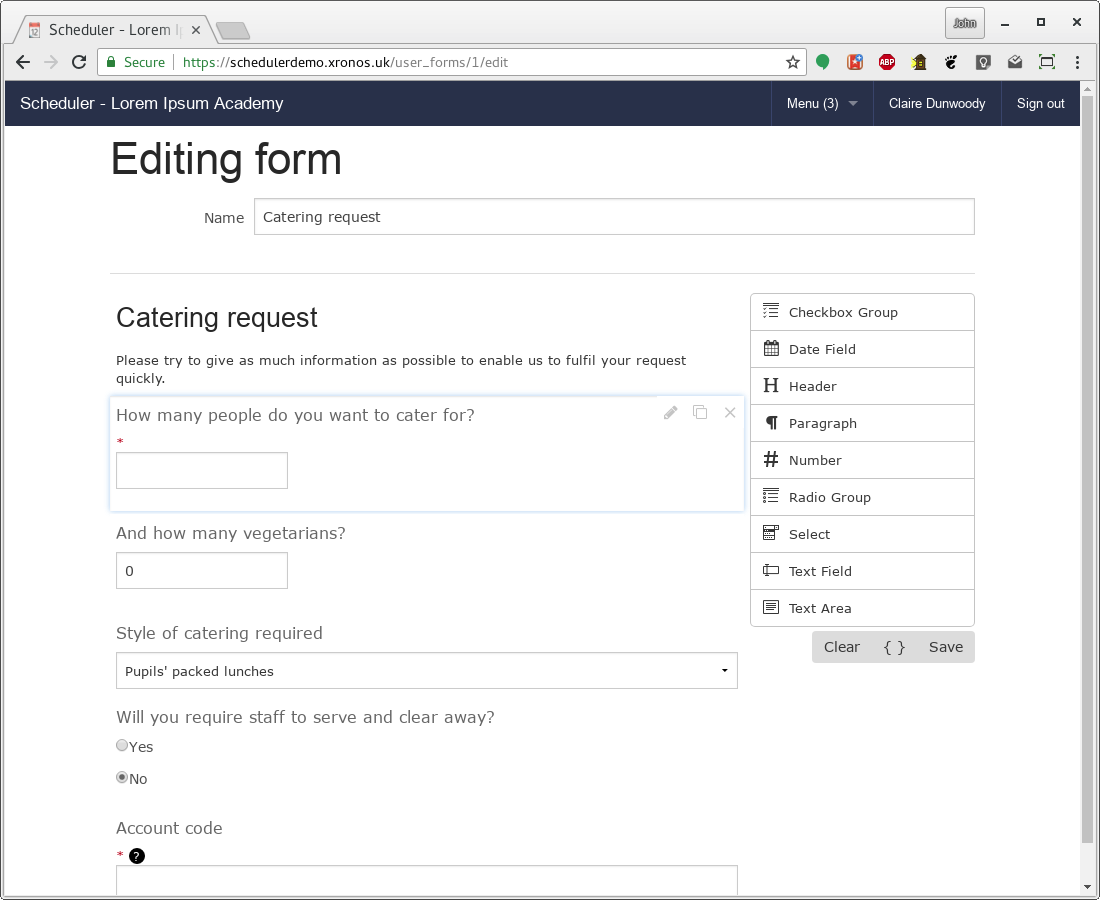 Scheduler - Lorem I
John
Secure
https://schedulerdemo.xronos.uk/user_forms/1/edit
ABP
Scheduler - Lorem Ipsum Academy
Menu (3)
Claire Dunwoody
Sign out
Editing form
Name
Catering request
Catering request
Please try to give as much information as possible to enable us to fulfil your request
quickly.
How many people do you want to cater for?
*
And how many vegetarians?
0
Style of catering required
Pupils' packed lunches
Will you require staff to serve and clear away?
Yes
No
Account code
* ?
Checkbox Group
Date Field
Header
Paragraph
Number
Radio Group
Select
Text Field
Text Area
Clear
{ }
Save